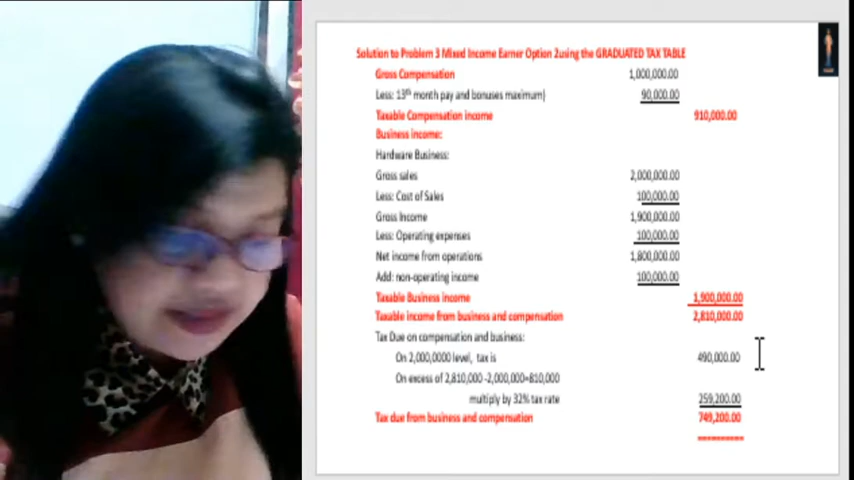 Solution to Problem 3 Mixed Income Earner Option 2using the GRADUATED TAX TABLE
Gross Compensation 1,000,000.00
Less: 13th month pay and bonuses maximum) 90,000.00
Taxable Compensation income 910,000.00
Business income:
Hardware Business:
Gross sales 2,000,000.00
Less: Cost of Sales 100,000.00
Gross Income 1,900,000.00
Less: Operating expenses 100,000.00
Net income from operations 1,800,000.00
Add: non-operating income 100,000.00
Taxable Business income 1,900,000.00
Taxable income from business and compensation 2,810,000.00
Tax Due on compensation and business:
On 2,000,0000 level, tax is 490,000.00
On excess of 2,810,000 -2,000,000=810,000
multiply by 32% tax rate 259,200.00
Tax due from business and compensation 749,200.00
==========